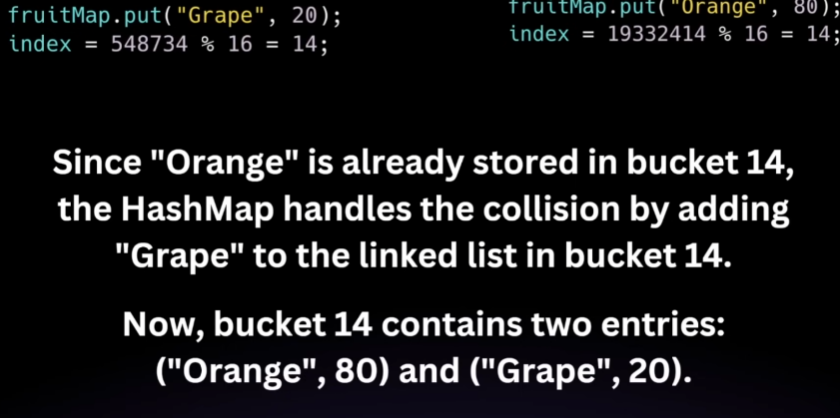 fruitMap.put("Grape", 20);
index = 548734 % 16 = 14;
fruitMap.put("Orange", 80);
index = 19332414 % 16 = 14;
Since "Orange" is already stored in bucket 14,
the HashMap handles the collision by adding
"Grape" to the linked list in bucket 14.
Now, bucket 14 contains two entries:
("Orange", 80) and ("Grape", 20).